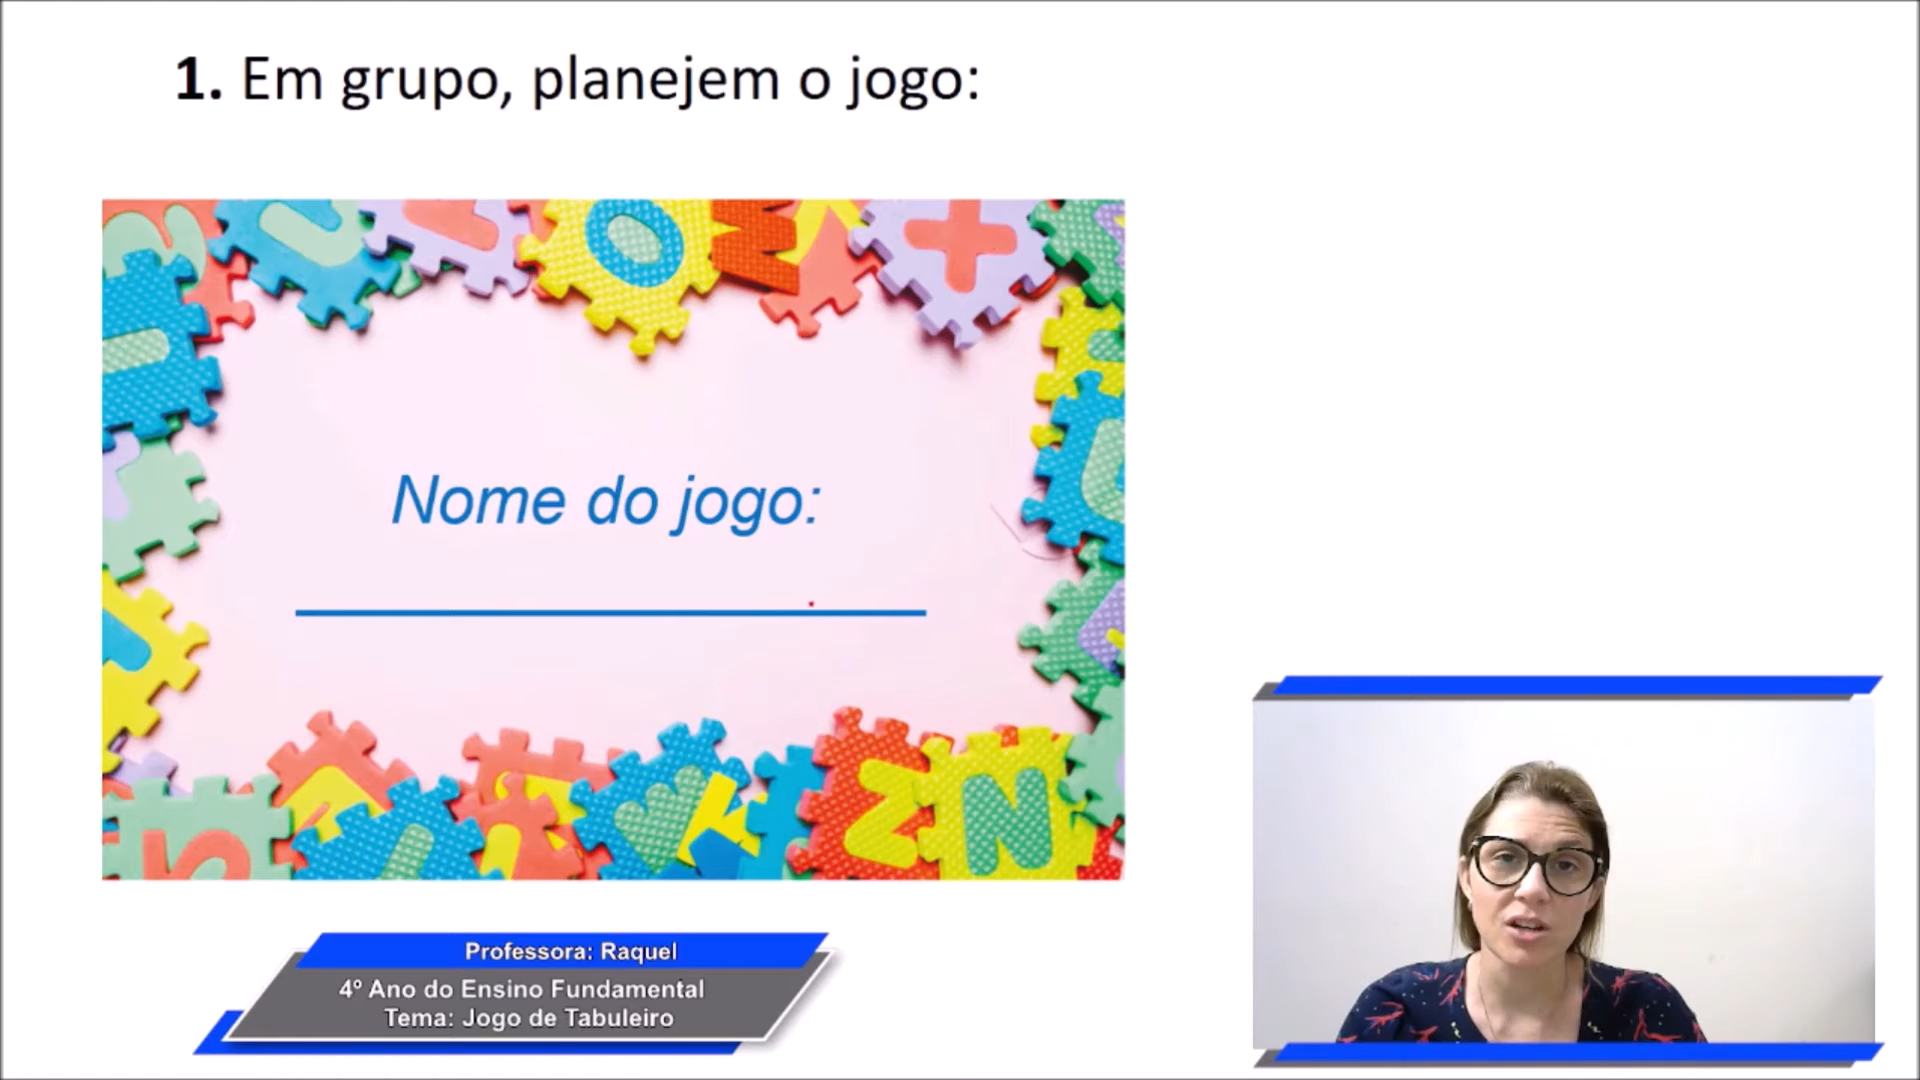 1. Em grupo, planejem o jogo:
Nome do jogo:
Professora: Raquel
4º Ano do Ensino Fundamental
Tema: Jogo de Tabuleiro